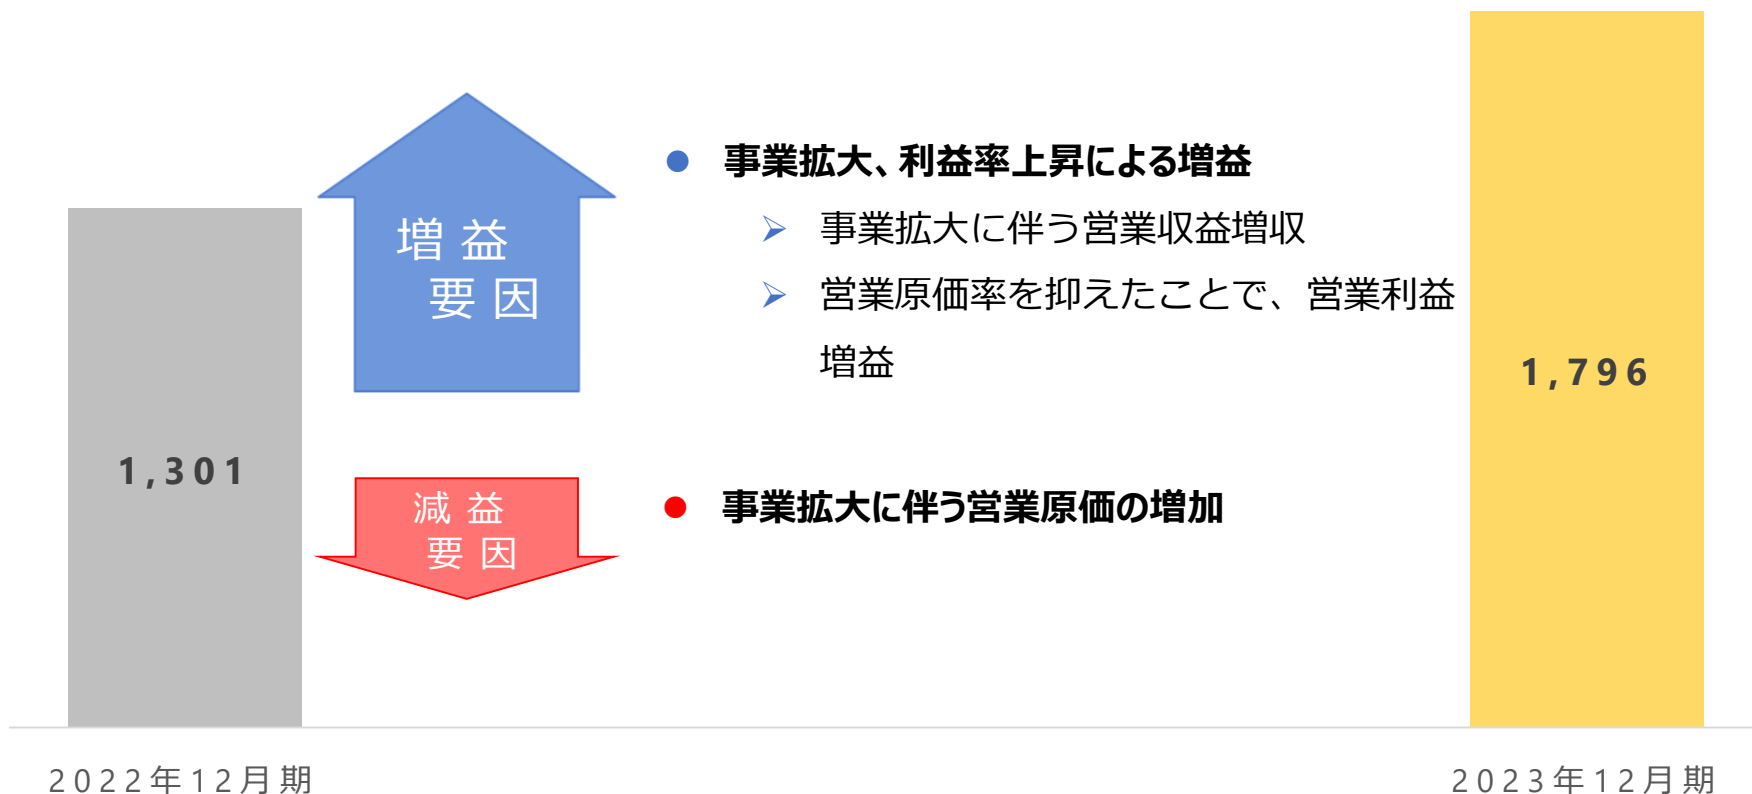 増益
要因
事業拡大、利益率上昇による増益
事業拡大に伴う営業収益増収
営業原価率を抑えたことで、営業利益
増益
1,796
1,301
減益
要因
事業拡大に伴う営業原価の増加
2022年12月期
2023年12月期